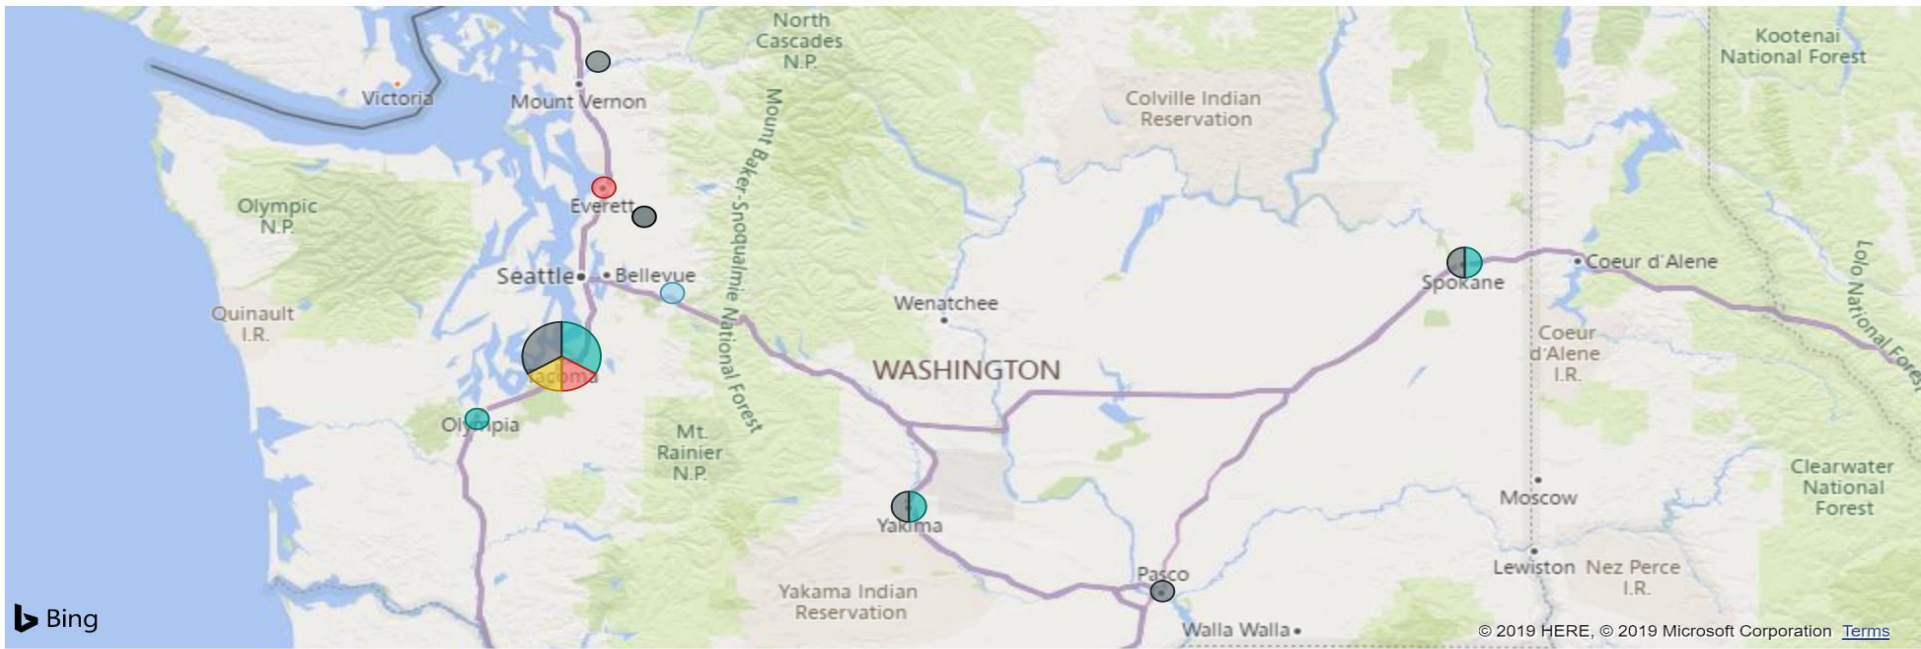 North
Cascades
N.P.
Kootenai
National Forest
Victoria
Mount Vernon
Colville Indian
Reservation
Mount Baker-Snoqualmie National Forest
Olympic
N.P.
Everett
Seattle
Bellevue
Spokane
Coeur d'Alene
Lolo National Forest
Quinault
I.R.
Wenatchee
Coeur
d'Alene
I.R.
Tacoma
WASHINGTON
Olympia
Mt.
Rainier
N.P.
Clearwater
National
Forest
Moscow
Yakima
Pasco
Lewiston
Nez Perce
I.R.
Yakama Indian
Reservation
Bing
Walla Walla
© 2019 HERE, © 2019 Microsoft Corporation Terms